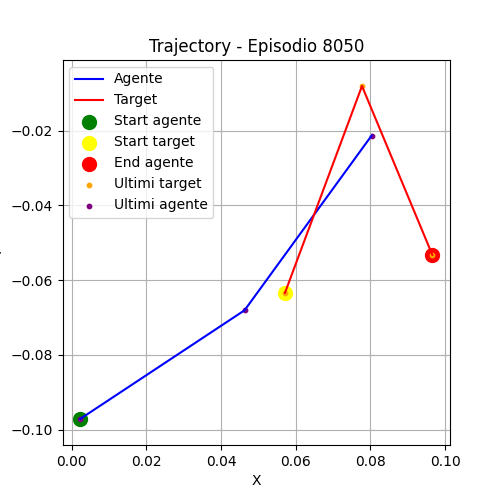 Trajectory - Episodio 8050
Agente
Target
Start agente
Start target
End agente
Ultimi target
Ultimi agente
−0.02
−0.04
−0.06
−0.08
−0.10
0.00 0.02 0.04 0.06 0.08 0.10
X